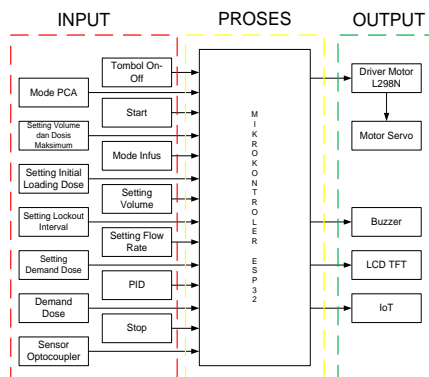 INPUT
PROSES
OUTPUT
Tombol On-
Off
Mode PCA
Start
Setting Volume
dan Dosis
Maksimum
Mode Infus
Setting Initial
Loading Dose
Setting
Volume
Setting Lockout
Interval
Setting Flow
Rate
Setting
Demand Dose
PID
Demand
Dose
Stop
Sensor
Optocoupler
MIKROKONTROLER ESP32
Driver Motor
L298N
Motor Servo
Buzzer
LCD TFT
IoT